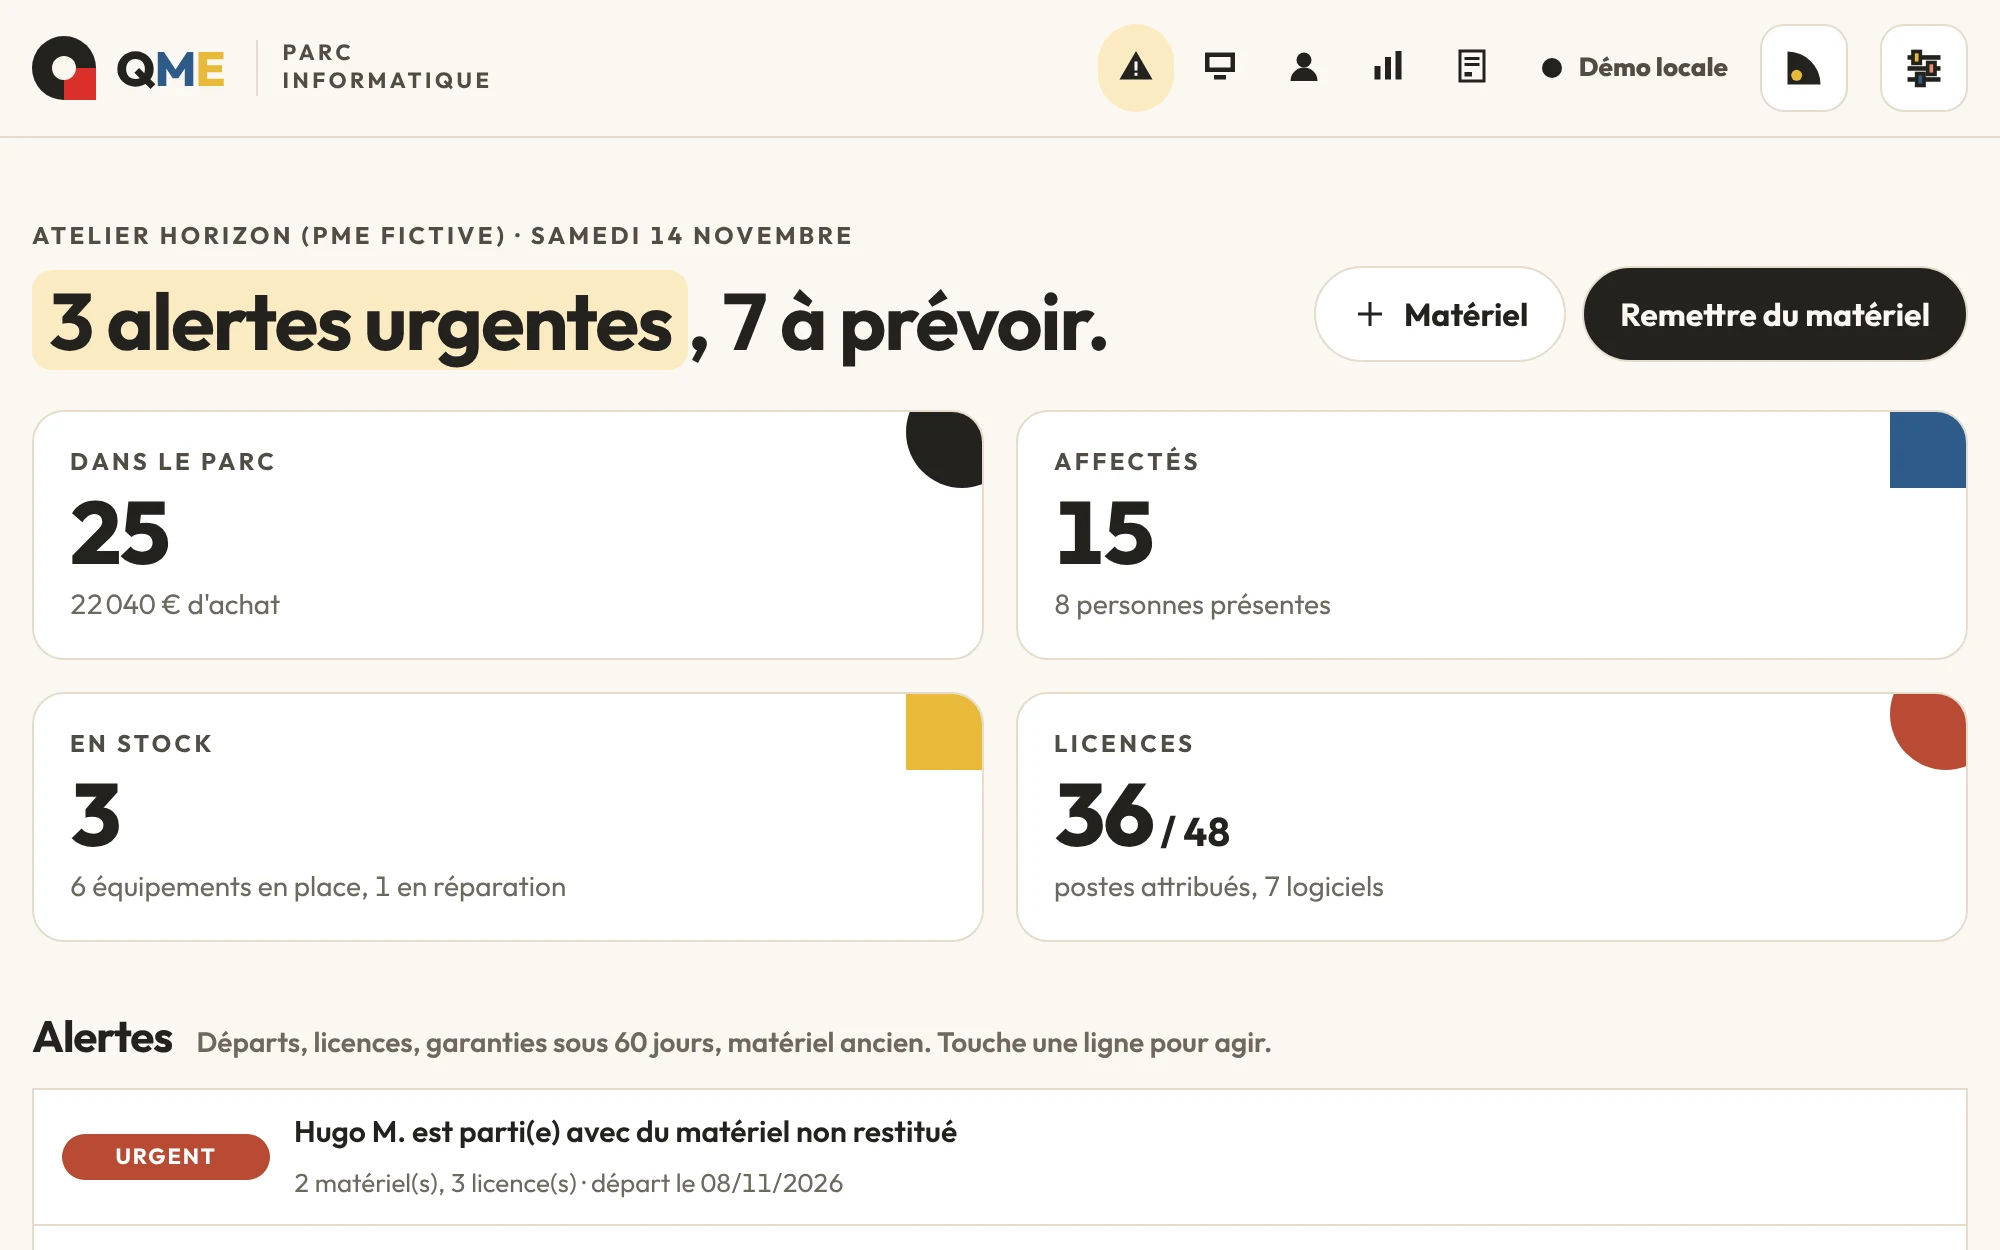 QME
PARC
INFORMATIQUE
Démo locale
ATELIER HORIZON (PME FICTIVE) · SAMEDI 14 NOVEMBRE
3 alertes urgentes, 7 à prévoir.
+ Matériel
Remettre du matériel
DANS LE PARC
25
22 040 € d'achat
AFFECTÉS
15
8 personnes présentes
EN STOCK
3
6 équipements en place, 1 en réparation
LICENCES
36 / 48
postes attribués, 7 logiciels
Alertes
Départs, licences, garanties sous 60 jours, matériel ancien. Touche une ligne pour agir.
URGENT
Hugo M. est parti(e) avec du matériel non restitué
2 matériel(s), 3 licence(s) · départ le 08/11/2026